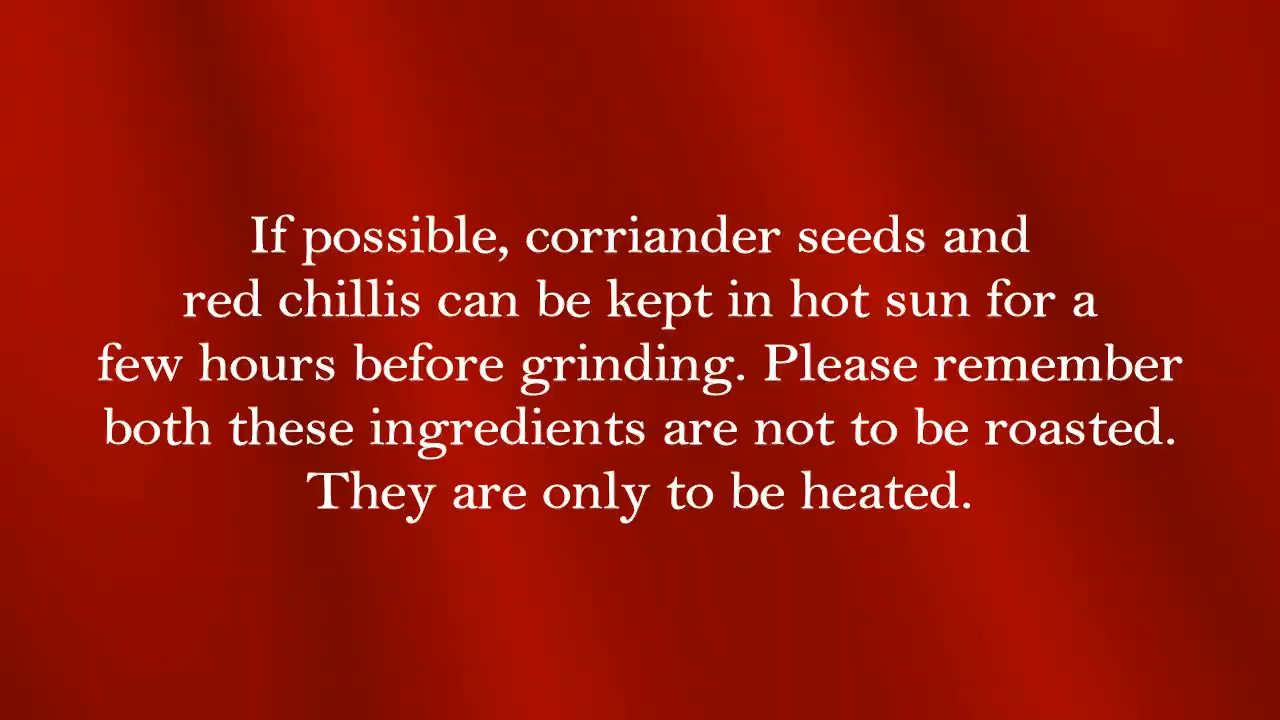 If possible, corriander seeds and
red chillis can be kept in hot sun for a
few hours before grinding. Please remember
both these ingredients are not to be roasted.
They are only to be heated.